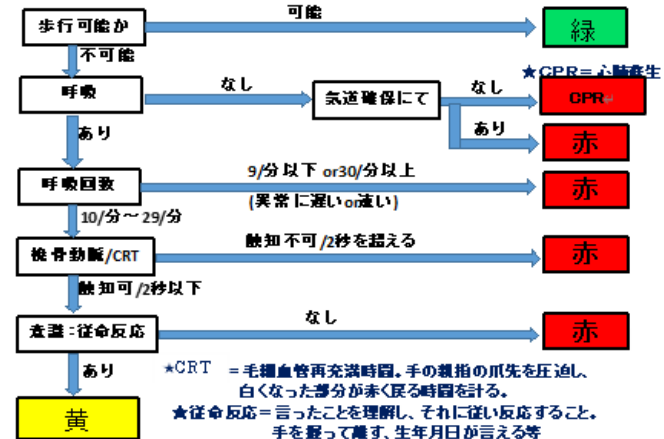 歩行可能か
可能
緑
不可能
★CPR=心肺蘇生
呼吸
なし
気道確保にて
なし
CPR
あり
あり
赤
呼吸回数
9/分以下 or30/分以上
(異常に遅いor速い)
赤
10/分～29/分
橈骨動脈/CRT
触知不可/2秒を超える
赤
触知可/2秒以下
意識:従命反応
なし
赤
あり
★CRT =毛細血管再充満時間。手の親指の爪先を圧迫し、
白くなった部分が赤く戻る時間を計る。
黄
★従命反応=言ったことを理解し、それに従い反応すること。
手を握って離す、生年月日が言える等